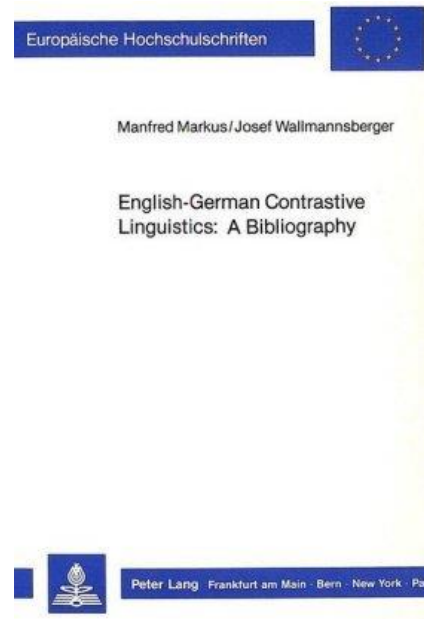 Europäische Hochschulschriften
Manfred Markus/Josef Wallmannsberger
English-German Contrastive
Linguistics: A Bibliography
Peter Lang Frankfurt am Main · Bern · New York ·